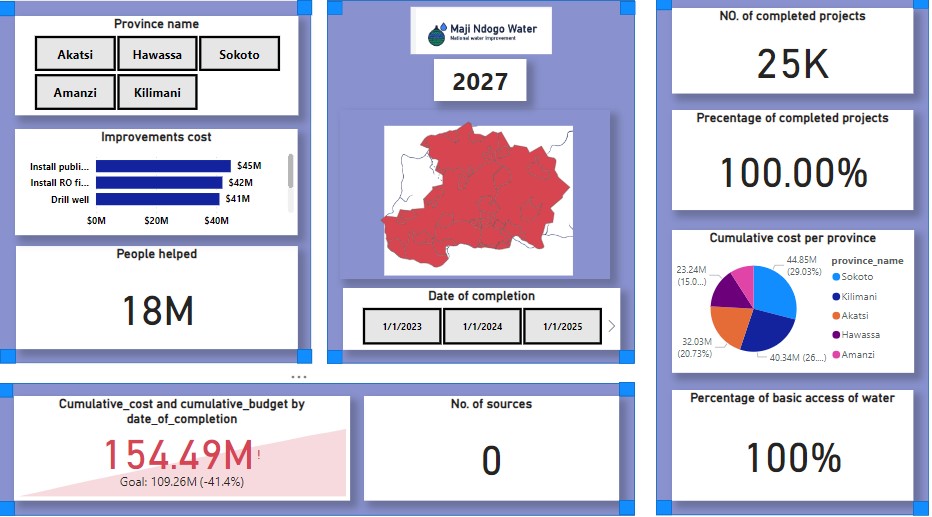 Province name
Akatsi
Hawassa
Sokoto
Amanzi
Kilimani
Improvements cost
Install publi...
$45M
Install RO fi...
$42M
Drill well
$41M
$0M
$20M
$40M
People helped
18M
Maji Ndogo Water
National water improvement
2027
Date of completion
1/1/2023
1/1/2024
1/1/2025
NO. of completed projects
25K
Precentage of completed projects
100.00%
Cumulative cost per province
44.85M
(29.03%)
23.24M
(15.0...)
32.03M
(20.73%)
40.34M (26....)
province_name
Sokoto
Kilimani
Akatsi
Hawassa
Amanzi
Percentage of basic access of water
100%
Cumulative_cost and cumulative_budget by
date_of_completion
154.49M!
Goal: 109.26M (-41.4%)
No. of sources
0